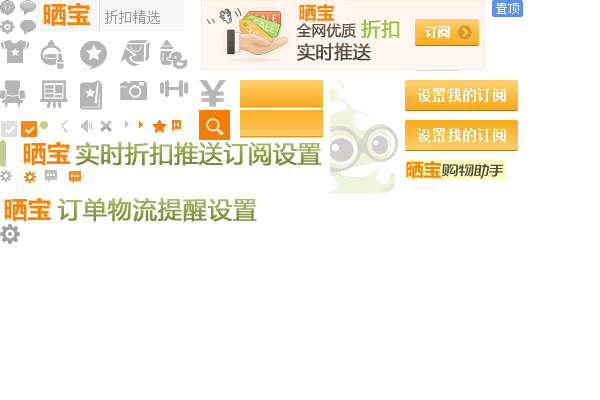 晒宝 折扣精选
晒宝
全网优质 折扣
实时推送
订阅
SALE
SALE
置顶
设置我的订阅
设置我的订阅
晒宝 实时折扣推送订阅设置
晒宝购物助手
晒宝 订单物流提醒设置